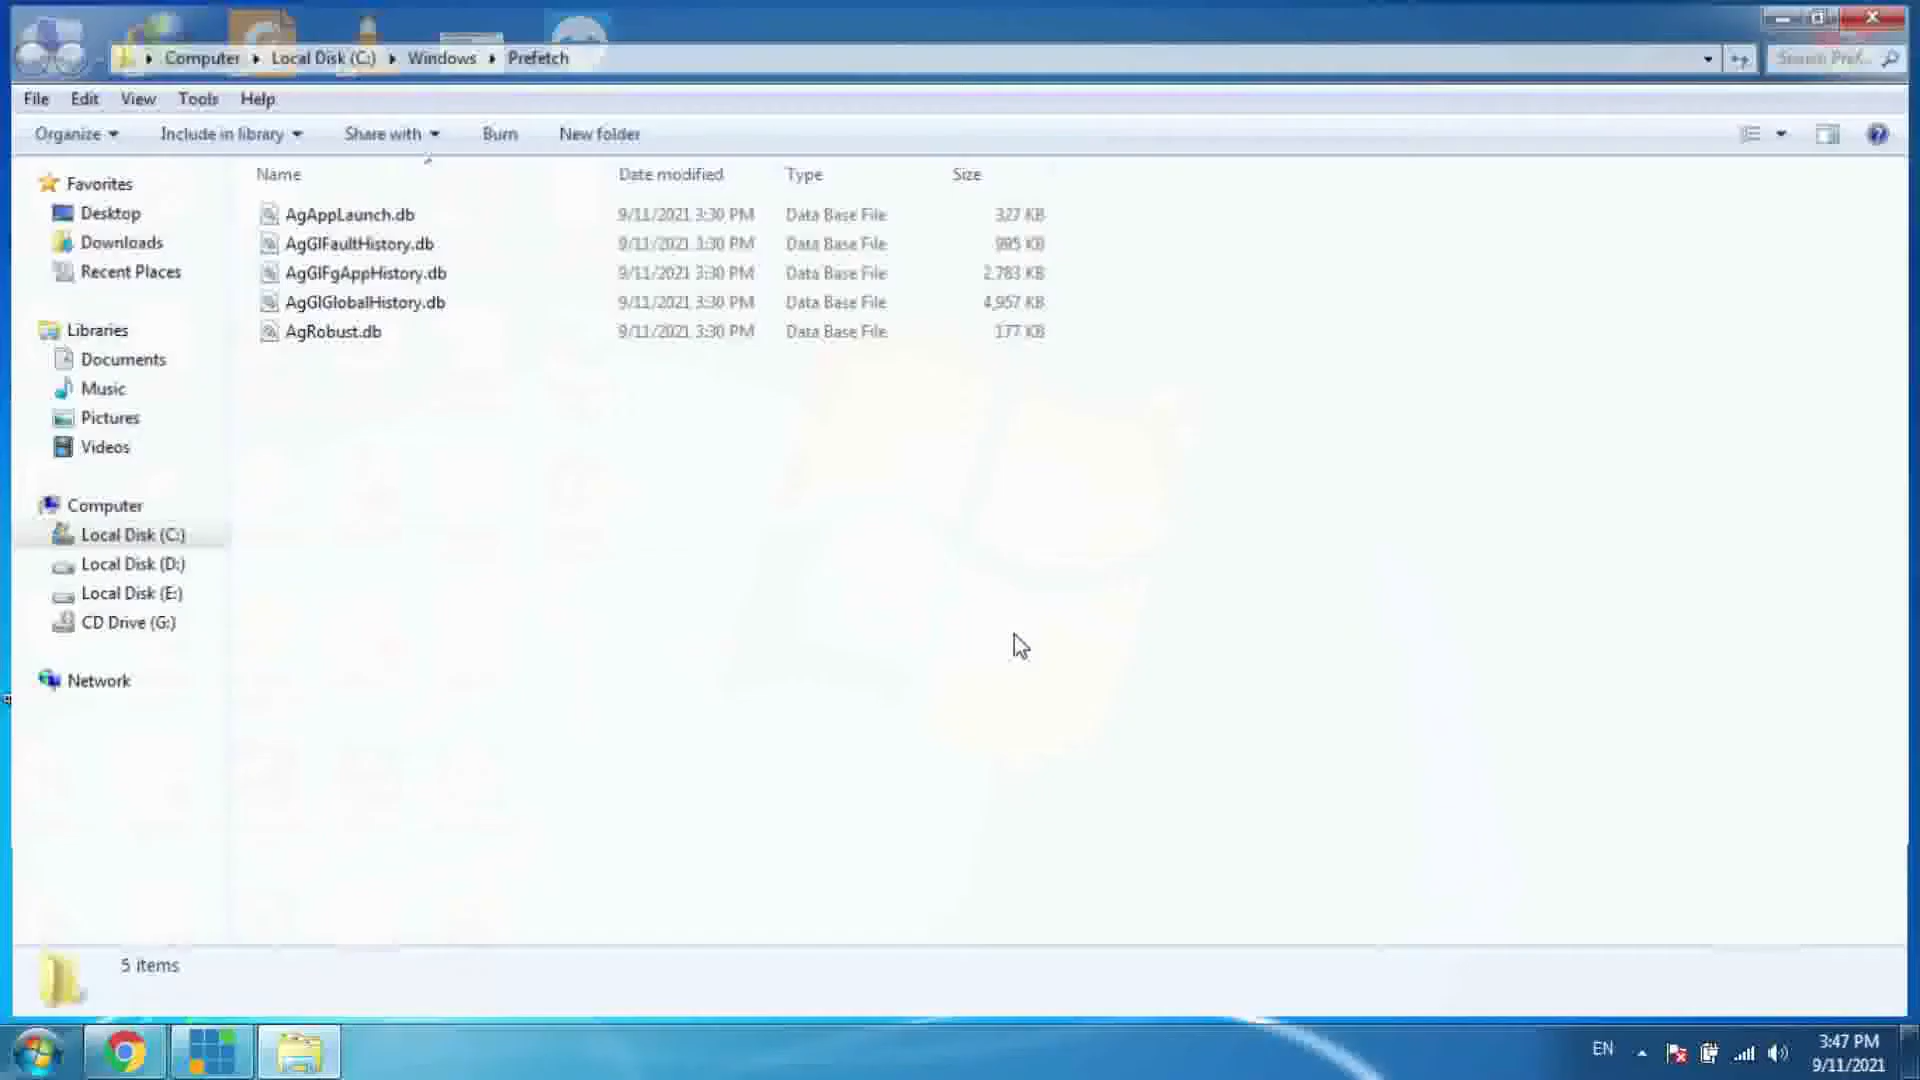 Computer Local Disk (C:) Windows Prefetch Search Pref...
File Edit View Tools Help
Organize Include in library Share with Burn New folder
Name Date modified Type Size
AgAppLaunch.db 9/11/2021 3:30 PM Data Base File 327 KB
AgGlFaultHistory.db 9/11/2021 3:30 PM Data Base File 995 KB
AgGlFgAppHistory.db 9/11/2021 3:30 PM Data Base File 2,783 KB
AgGlGlobalHistory.db 9/11/2021 3:30 PM Data Base File 4,957 KB
AgRobust.db 9/11/2021 3:30 PM Data Base File 177 KB
Favorites
Desktop
Downloads
Recent Places
Libraries
Documents
Music
Pictures
Videos
Computer
Local Disk (C:)
Local Disk (D:)
Local Disk (E:)
CD Drive (G:)
Network
5 items
EN
3:47 PM
9/11/2021